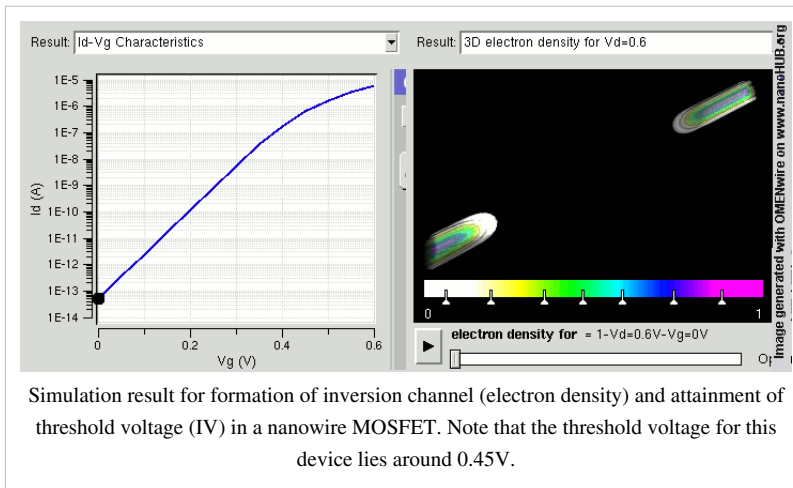 Result: Id-Vg Characteristics
Result: 3D electron density for Vd=0.6
1E-5
1E-6
1E-7
1E-8
1E-9
1E-10
1E-11
1E-12
1E-13
1E-14
Id (A)
0
0.2
0.4
0.6
Vg (V)
0
1
electron density for = 1-Vd=0.6V-Vg=0V
Image generated with OMENwire on www.nanoHUB.org
Simulation result for formation of inversion channel (electron density) and attainment of
threshold voltage (IV) in a nanowire MOSFET. Note that the threshold voltage for this
device lies around 0.45V.